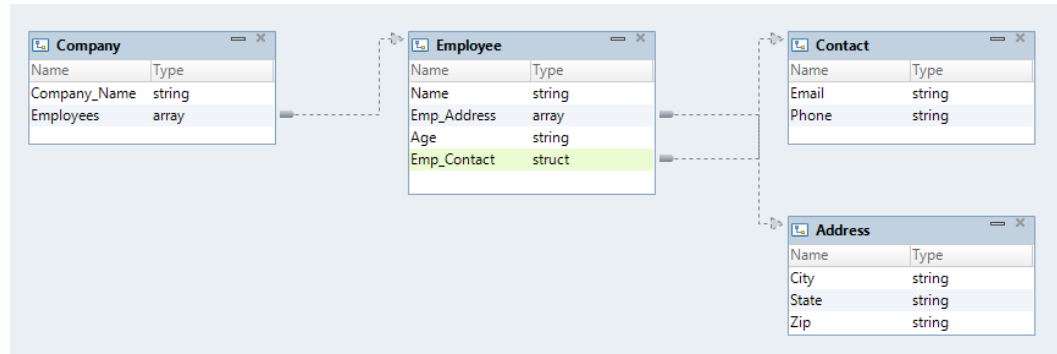 Company
Name Type
Company_Name string
Employees array
Employee
Name Type
Name string
Emp_Address array
Age string
Emp_Contact struct
Contact
Name Type
Email string
Phone string
Address
Name Type
City string
State string
Zip string